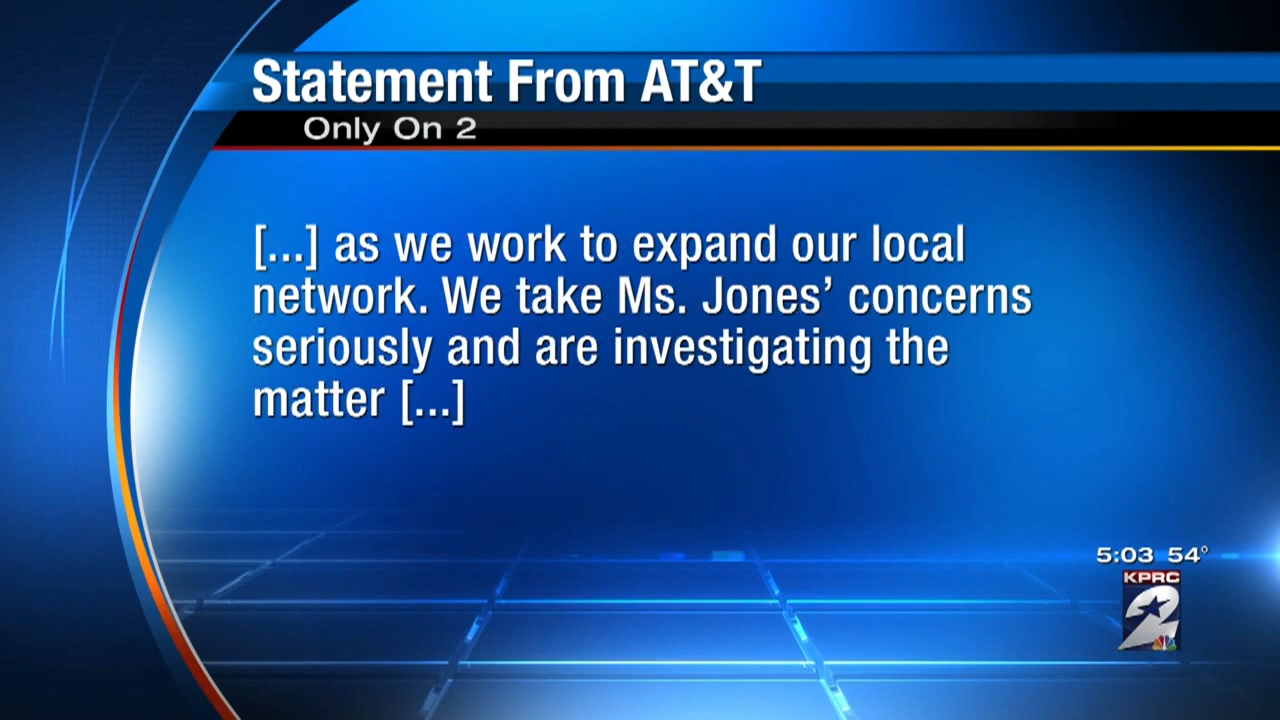 Statement From AT&T
Only On 2
[...] as we work to expand our local
network. We take Ms. Jones’ concerns
seriously and are investigating the
matter [...]
5:03 54°
KPRC
2